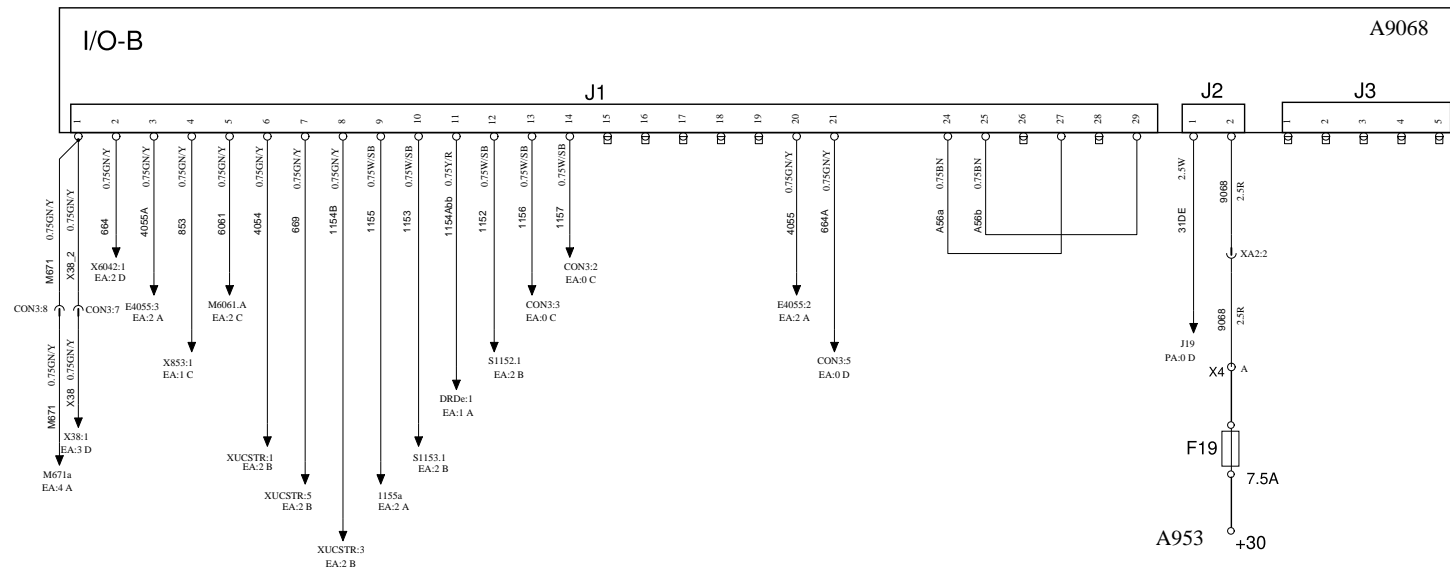 I/O-B
A9068
J1
J2
J3
1 2 3 4 5 6 7 8 9 10 11 12 13 14 15 16 17 18 19 20 21 24 25 26 27 28 29
1 2
1 2 3 4 5
M671 0.75GN/Y
X38_2 0.75GN/Y
664 0.75GN/Y
4055A 0.75GN/Y
853 0.75GN/Y
6061 0.75GN/Y
4054 0.75GN/Y
669 0.75GN/Y
1154B 0.75GN/Y
1155 0.75W/SB
1153 0.75W/SB
1154Abb 0.75Y/R
1152 0.75W/SB
1156 0.75W/SB
1157 0.75W/SB
4055 0.75GN/Y
664A 0.75GN/Y
A56a 0.75BN
A56b 0.75BN
31DE 2.5W
9068 2.5R
XA2:2
X6042:1
EA:2 D
CON3:2
EA:0 C
CON3:8
CON3:7
E4055:3
EA:2 A
M6061.A
EA:2 C
CON3:3
EA:0 C
E4055:2
EA:2 A
9068 2.5R
J19
PA:0 D
M671 0.75GN/Y
X38 0.75GN/Y
X853:1
EA:1 C
S1152.1
EA:2 B
CON3:5
EA:0 D
X4
A
DRDe:1
EA:1 A
X38:1
EA:3 D
F19
7.5A
XUCSTR:1
EA:2 B
S1153.1
EA:2 B
M671a
EA:4 A
XUCSTR:5
EA:2 B
1155a
EA:2 A
XUCSTR:3
EA:2 B
A953
+30